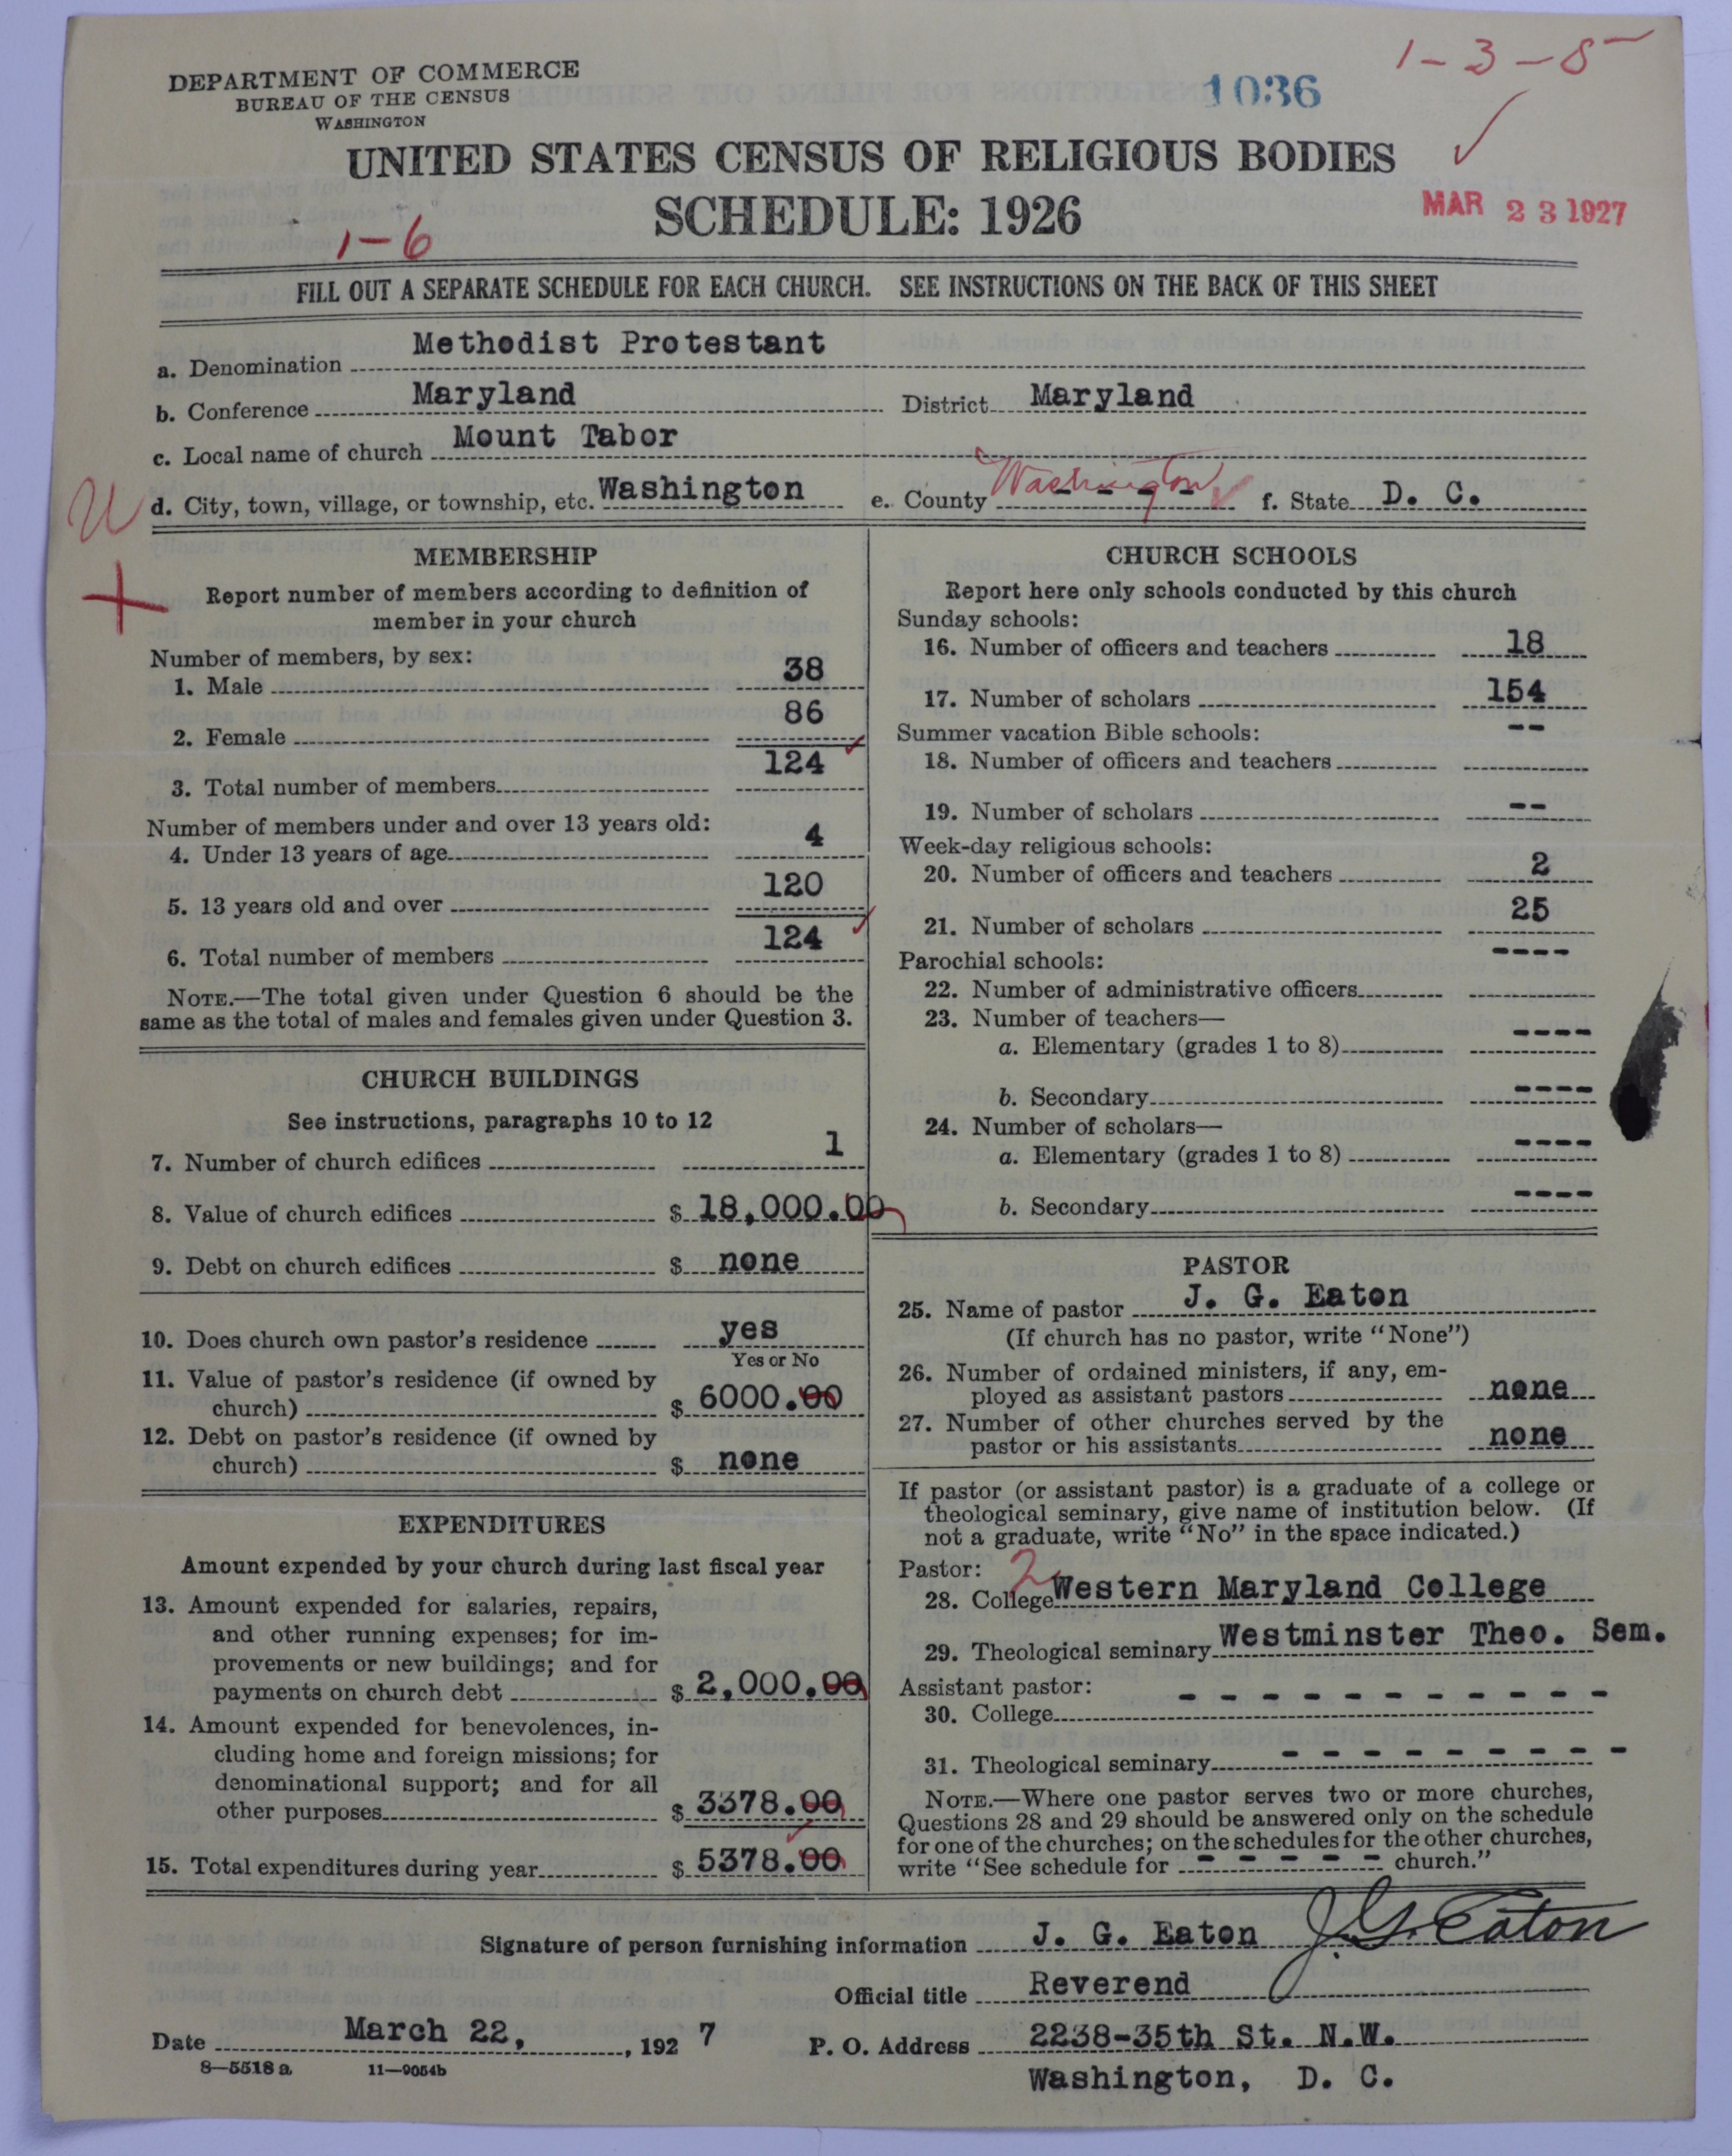 DEPARTMENT OF COMMERCE
BUREAU OF THE CENSUS
WASHINGTON
1036
1-3-8
UNITED STATES CENSUS OF RELIGIOUS BODIES
SCHEDULE: 1926
MAR 23 1927
1-6
FILL OUT A SEPARATE SCHEDULE FOR EACH CHURCH. SEE INSTRUCTIONS ON THE BACK OF THIS SHEET
a. Denomination Methodist Protestant
b. Conference Maryland District Maryland
c. Local name of church Mount Tabor
d. City, town, village, or township, etc. Washington e. County Washington f. State D. C.
MEMBERSHIP
Report number of members according to definition of
member in your church
Number of members, by sex:
1. Male 38
2. Female 86
3. Total number of members 124
Number of members under and over 13 years old:
4. Under 13 years of age 4
5. 13 years old and over 120
6. Total number of members 124
NOTE.—The total given under Question 6 should be the
same as the total of males and females given under Question 3.
CHURCH BUILDINGS
See instructions, paragraphs 10 to 12
7. Number of church edifices 1
8. Value of church edifices $ 18,000.00
9. Debt on church edifices $ none
10. Does church own pastor's residence yes
Yes or No
11. Value of pastor's residence (if owned by
church) $ 6000.00
12. Debt on pastor's residence (if owned by
church) $ none
EXPENDITURES
Amount expended by your church during last fiscal year
13. Amount expended for salaries, repairs,
and other running expenses; for im-
provements or new buildings; and for
payments on church debt $ 2,000.00
14. Amount expended for benevolences, in-
cluding home and foreign missions; for
denominational support; and for all
other purposes $ 3378.00
15. Total expenditures during year $ 5378.00
CHURCH SCHOOLS
Report here only schools conducted by this church
Sunday schools:
16. Number of officers and teachers 18
17. Number of scholars 154
Summer vacation Bible schools:
18. Number of officers and teachers --
19. Number of scholars --
Week-day religious schools:
20. Number of officers and teachers 2
21. Number of scholars 25
Parochial schools:
22. Number of administrative officers ----
23. Number of teachers—
a. Elementary (grades 1 to 8) ----
b. Secondary ----
24. Number of scholars—
a. Elementary (grades 1 to 8) ----
b. Secondary ----
PASTOR
25. Name of pastor J. G. Eaton
(If church has no pastor, write "None")
26. Number of ordained ministers, if any, em-
ployed as assistant pastors none
27. Number of other churches served by the
pastor or his assistants none
If pastor (or assistant pastor) is a graduate of a college or
theological seminary, give name of institution below. (If
not a graduate, write "No" in the space indicated.)
Pastor: 2
28. College Western Maryland College
29. Theological seminary Westminster Theo. Sem.
Assistant pastor:
30. College - - - - - - - - - - -
31. Theological seminary - - - - - - - - -
NOTE.—Where one pastor serves two or more churches,
Questions 28 and 29 should be answered only on the schedule
for one of the churches; on the schedules for the other churches,
write "See schedule for - - - - - church."
Signature of person furnishing information J. G. Eaton J. G. Eaton
Official title Reverend
Date March 22, 1927 P. O. Address 2238-35th St. N.W.
8—5518 a 11—9054b Washington, D. C.